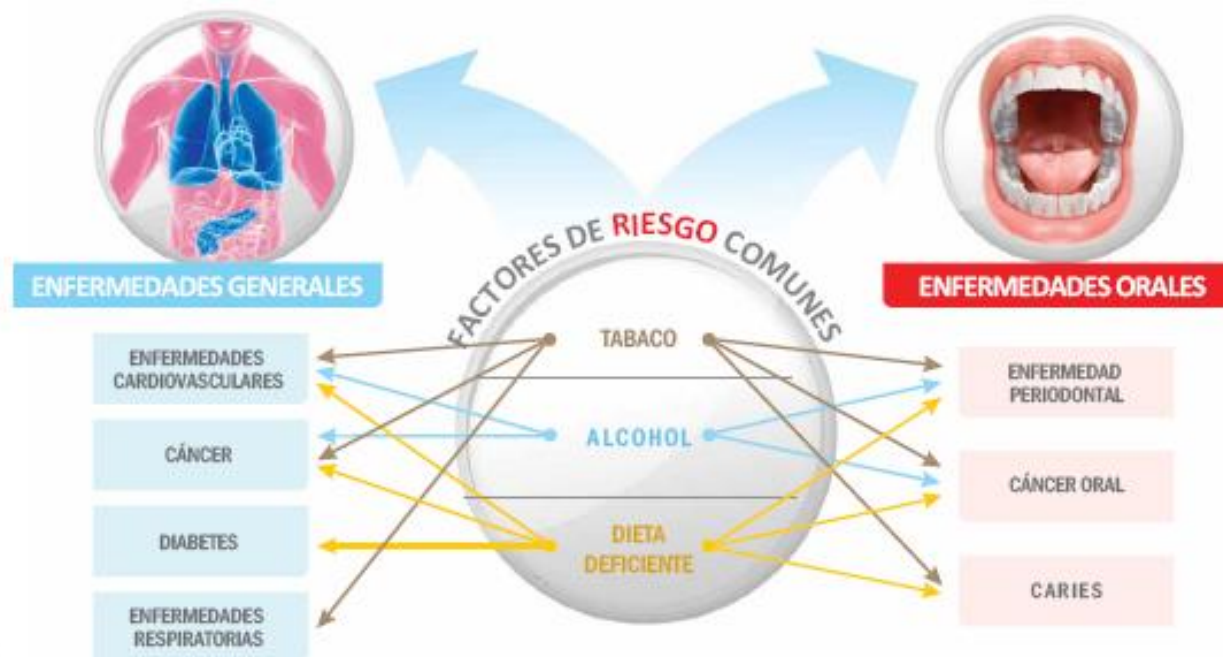 FACTORES DE RIESGO COMUNES
ENFERMEDADES GENERALES
ENFERMEDADES
CARDIOVASCULARES
CÁNCER
DIABETES
ENFERMEDADES
RESPIRATORIAS
TABACO
ALCOHOL
DIETA
DEFICIENTE
ENFERMEDADES ORALES
ENFERMEDAD
PERIODONTAL
CÁNCER ORAL
CARIES